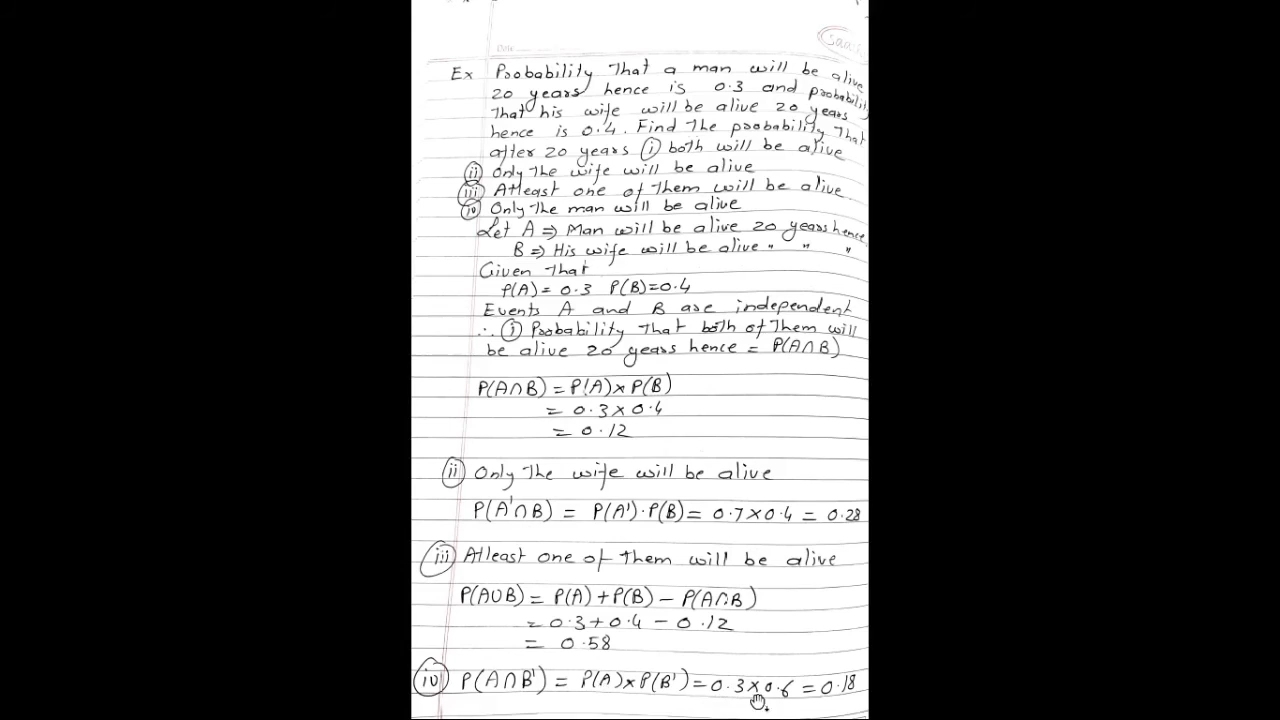 Date
Saathi
Ex Probability That a man will be alive
20 years hence is 0.3 and probability
That his wife will be alive 20 years
hence is 0.4. Find The probability That
after 20 years (i) both will be alive
(ii) Only The wife will be alive
(iii) Atleast one of Them will be alive
(iv) Only The man will be alive
Let A ⇒ Man will be alive 20 years hence
B ⇒ His wife will be alive " " "
Given That
P(A) = 0.3 P(B)=0.4
Events A and B are independent
∴ (i) Probability That both of Them will
be alive 20 years hence = P(A∩B)
P(A∩B) = P(A) × P(B)
= 0.3 × 0.4
= 0.12
(ii) Only The wife will be alive
P(A'∩B) = P(A')·P(B) = 0.7 × 0.4 = 0.28
(iii) Atleast one of Them will be alive
P(AUB) = P(A) + P(B) − P(A∩B)
= 0.3 + 0.4 − 0.12
= 0.58
(iv) P(A∩B') = P(A) × P(B') = 0.3 × 0.6 = 0.18